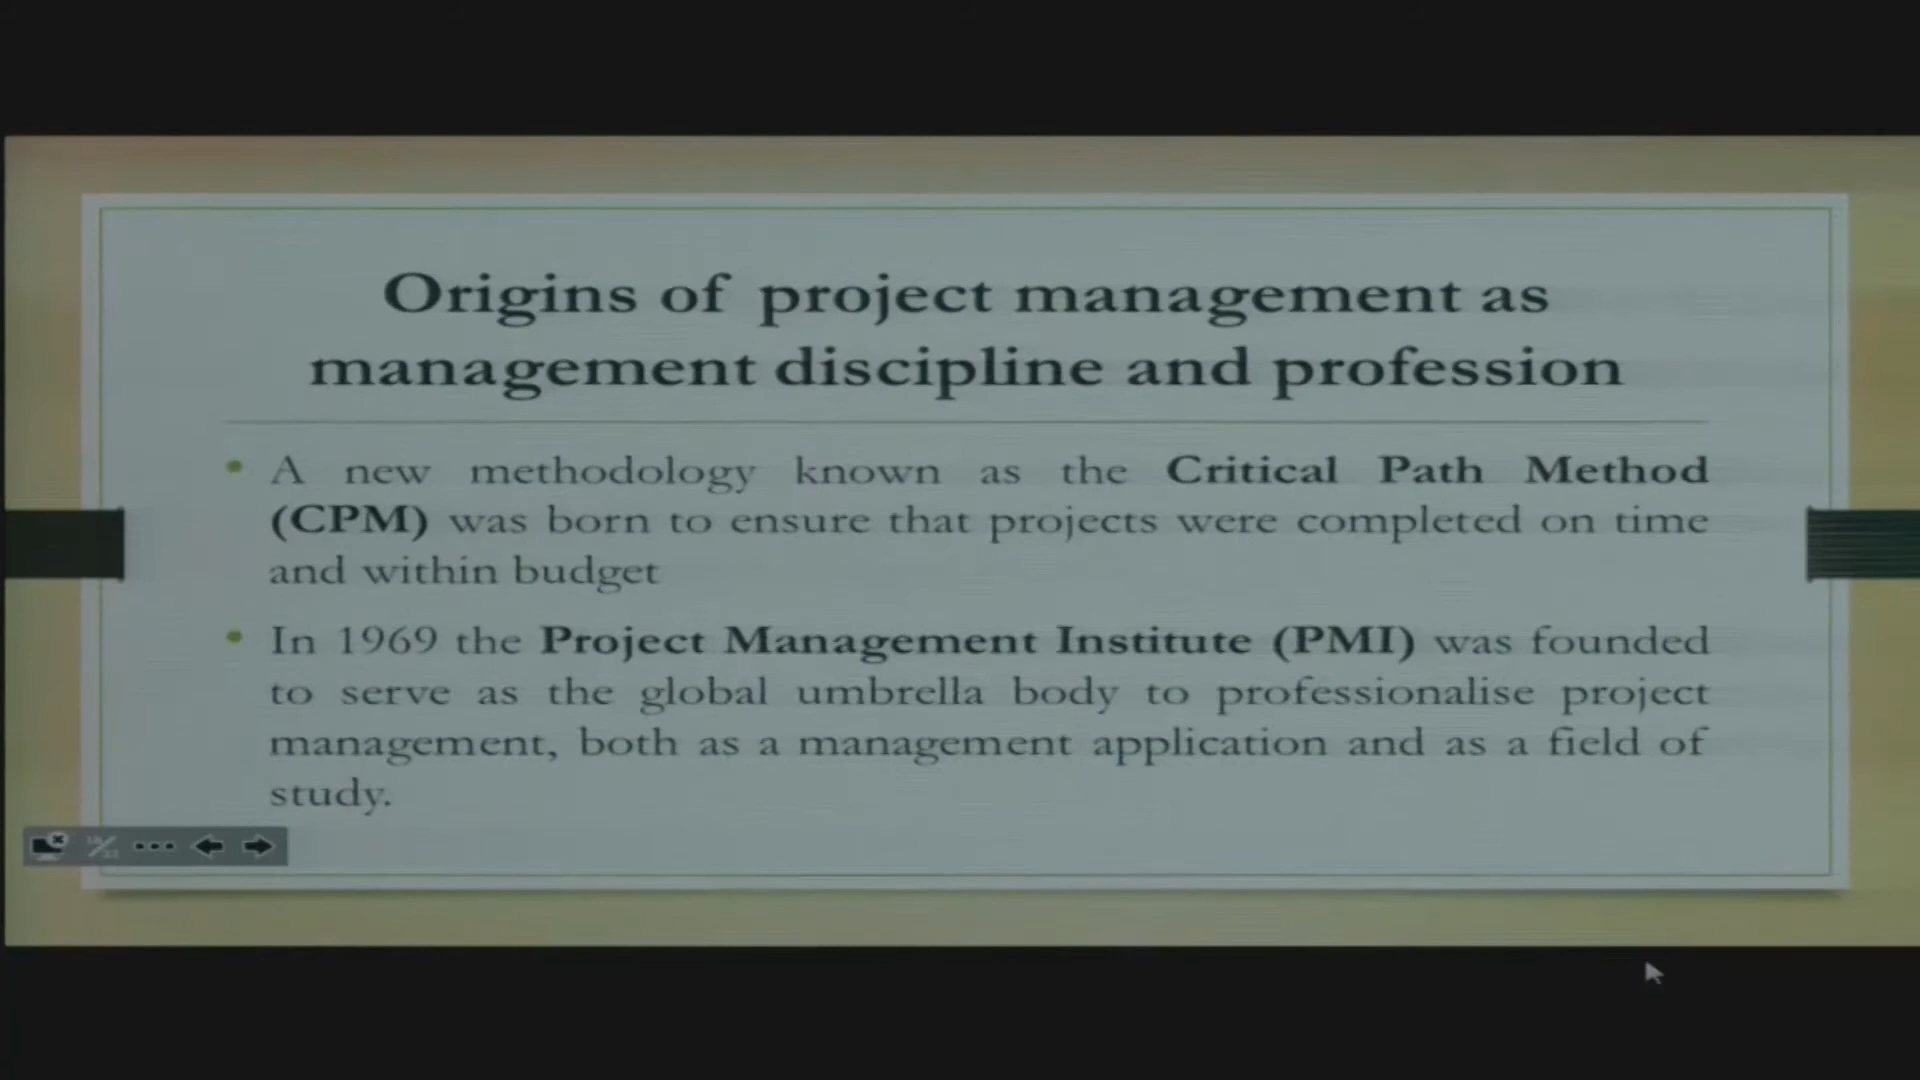 Origins of project management as
management discipline and profession
• A new methodology known as the Critical Path Method
(CPM) was born to ensure that projects were completed on time
and within budget
• In 1969 the Project Management Institute (PMI) was founded
to serve as the global umbrella body to professionalise project
management, both as a management application and as a field of
study.